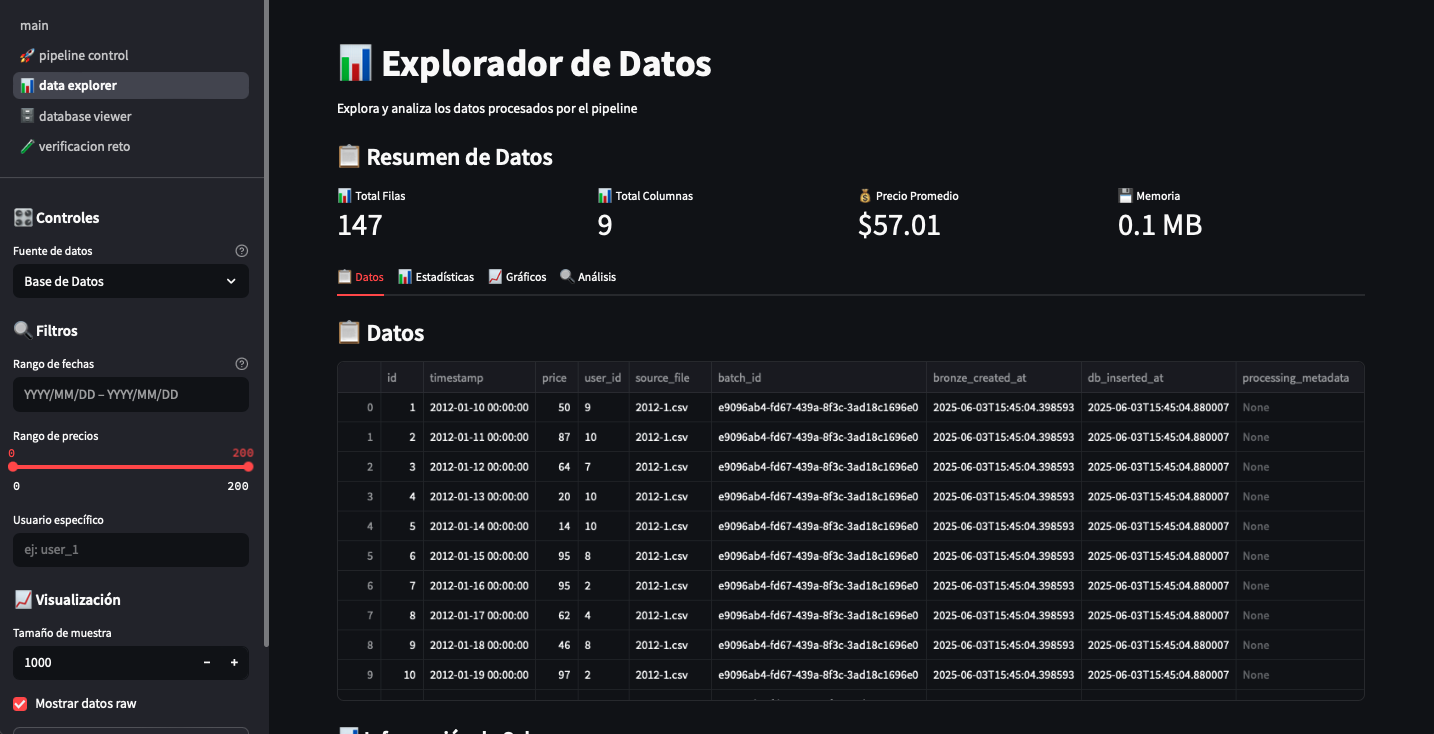 main
pipeline control
data explorer
database viewer
verificacion reto
Controles
Fuente de datos
Base de Datos
Filtros
Rango de fechas
YYYY/MM/DD – YYYY/MM/DD
Rango de precios
0 200
0 200
Usuario específico
ej: user_1
Visualización
Tamaño de muestra
1000 - +
Mostrar datos raw
Explorador de Datos
Explora y analiza los datos procesados por el pipeline
Resumen de Datos
Total Filas
147
Total Columnas
9
Precio Promedio
$57.01
Memoria
0.1 MB
Datos Estadísticas Gráficos Análisis
Datos
id timestamp price user_id source_file batch_id bronze_created_at db_inserted_at processing_metadata
0 1 2012-01-10 00:00:00 50 9 2012-1.csv e9096ab4-fd67-439a-8f3c-3ad18c1696e0 2025-06-03T15:45:04.398593 2025-06-03T15:45:04.880007 None
1 2 2012-01-11 00:00:00 87 10 2012-1.csv e9096ab4-fd67-439a-8f3c-3ad18c1696e0 2025-06-03T15:45:04.398593 2025-06-03T15:45:04.880007 None
2 3 2012-01-12 00:00:00 64 7 2012-1.csv e9096ab4-fd67-439a-8f3c-3ad18c1696e0 2025-06-03T15:45:04.398593 2025-06-03T15:45:04.880007 None
3 4 2012-01-13 00:00:00 20 10 2012-1.csv e9096ab4-fd67-439a-8f3c-3ad18c1696e0 2025-06-03T15:45:04.398593 2025-06-03T15:45:04.880007 None
4 5 2012-01-14 00:00:00 14 10 2012-1.csv e9096ab4-fd67-439a-8f3c-3ad18c1696e0 2025-06-03T15:45:04.398593 2025-06-03T15:45:04.880007 None
5 6 2012-01-15 00:00:00 95 8 2012-1.csv e9096ab4-fd67-439a-8f3c-3ad18c1696e0 2025-06-03T15:45:04.398593 2025-06-03T15:45:04.880007 None
6 7 2012-01-16 00:00:00 95 2 2012-1.csv e9096ab4-fd67-439a-8f3c-3ad18c1696e0 2025-06-03T15:45:04.398593 2025-06-03T15:45:04.880007 None
7 8 2012-01-17 00:00:00 62 4 2012-1.csv e9096ab4-fd67-439a-8f3c-3ad18c1696e0 2025-06-03T15:45:04.398593 2025-06-03T15:45:04.880007 None
8 9 2012-01-18 00:00:00 46 8 2012-1.csv e9096ab4-fd67-439a-8f3c-3ad18c1696e0 2025-06-03T15:45:04.398593 2025-06-03T15:45:04.880007 None
9 10 2012-01-19 00:00:00 97 2 2012-1.csv e9096ab4-fd67-439a-8f3c-3ad18c1696e0 2025-06-03T15:45:04.398593 2025-06-03T15:45:04.880007 None